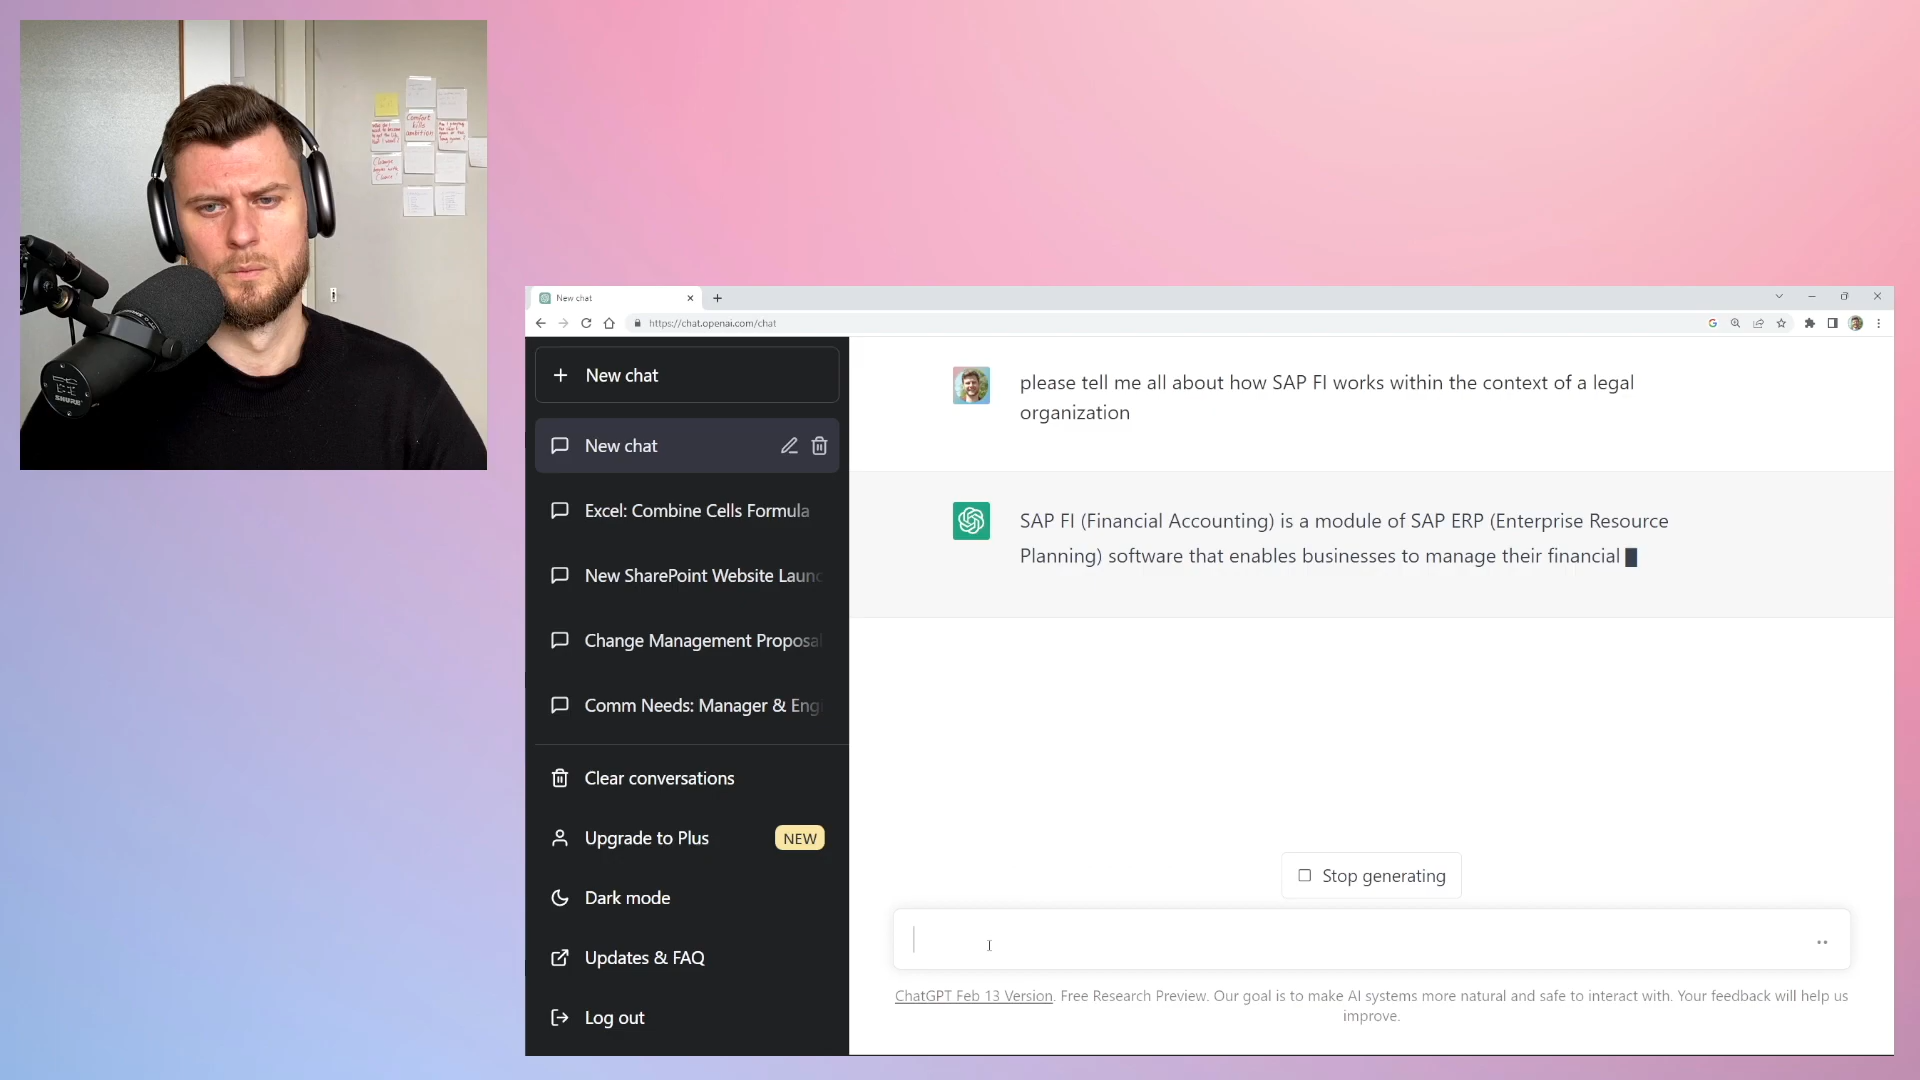 Comfort
kills
ambition
SHURE
New chat
https://chat.openai.com/chat
New chat
New chat
Excel: Combine Cells Formula
New SharePoint Website Launc
Change Management Proposa
Comm Needs: Manager & Eng
Clear conversations
Upgrade to Plus
NEW
Dark mode
Updates & FAQ
Log out
please tell me all about how SAP FI works within the context of a legal
organization
SAP FI (Financial Accounting) is a module of SAP ERP (Enterprise Resource
Planning) software that enables businesses to manage their financial
Stop generating
ChatGPT Feb 13 Version. Free Research Preview. Our goal is to make AI systems more natural and safe to interact with. Your feedback will help us
improve.